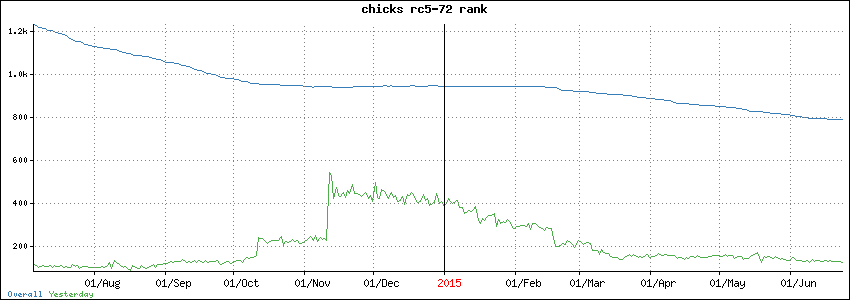 chicks rc5-72 rank
1.2k
1.0k
800
600
400
200
01/Aug 01/Sep 01/Oct 01/Nov 01/Dec 2015 01/Feb 01/Mar 01/Apr 01/May 01/Jun
Overall Yesterday